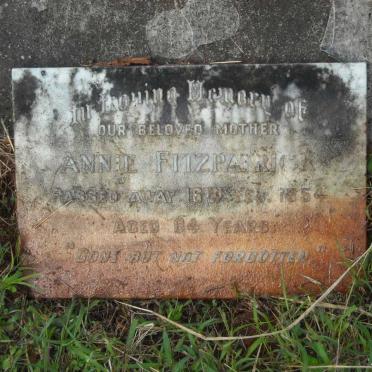 In Loving Memory of
OUR BELOVED MOTHER
ANNIE FITZPATRICK
PASSED AWAY
AGED 84 YEARS
"GONE BUT NOT FORGOTTEN"